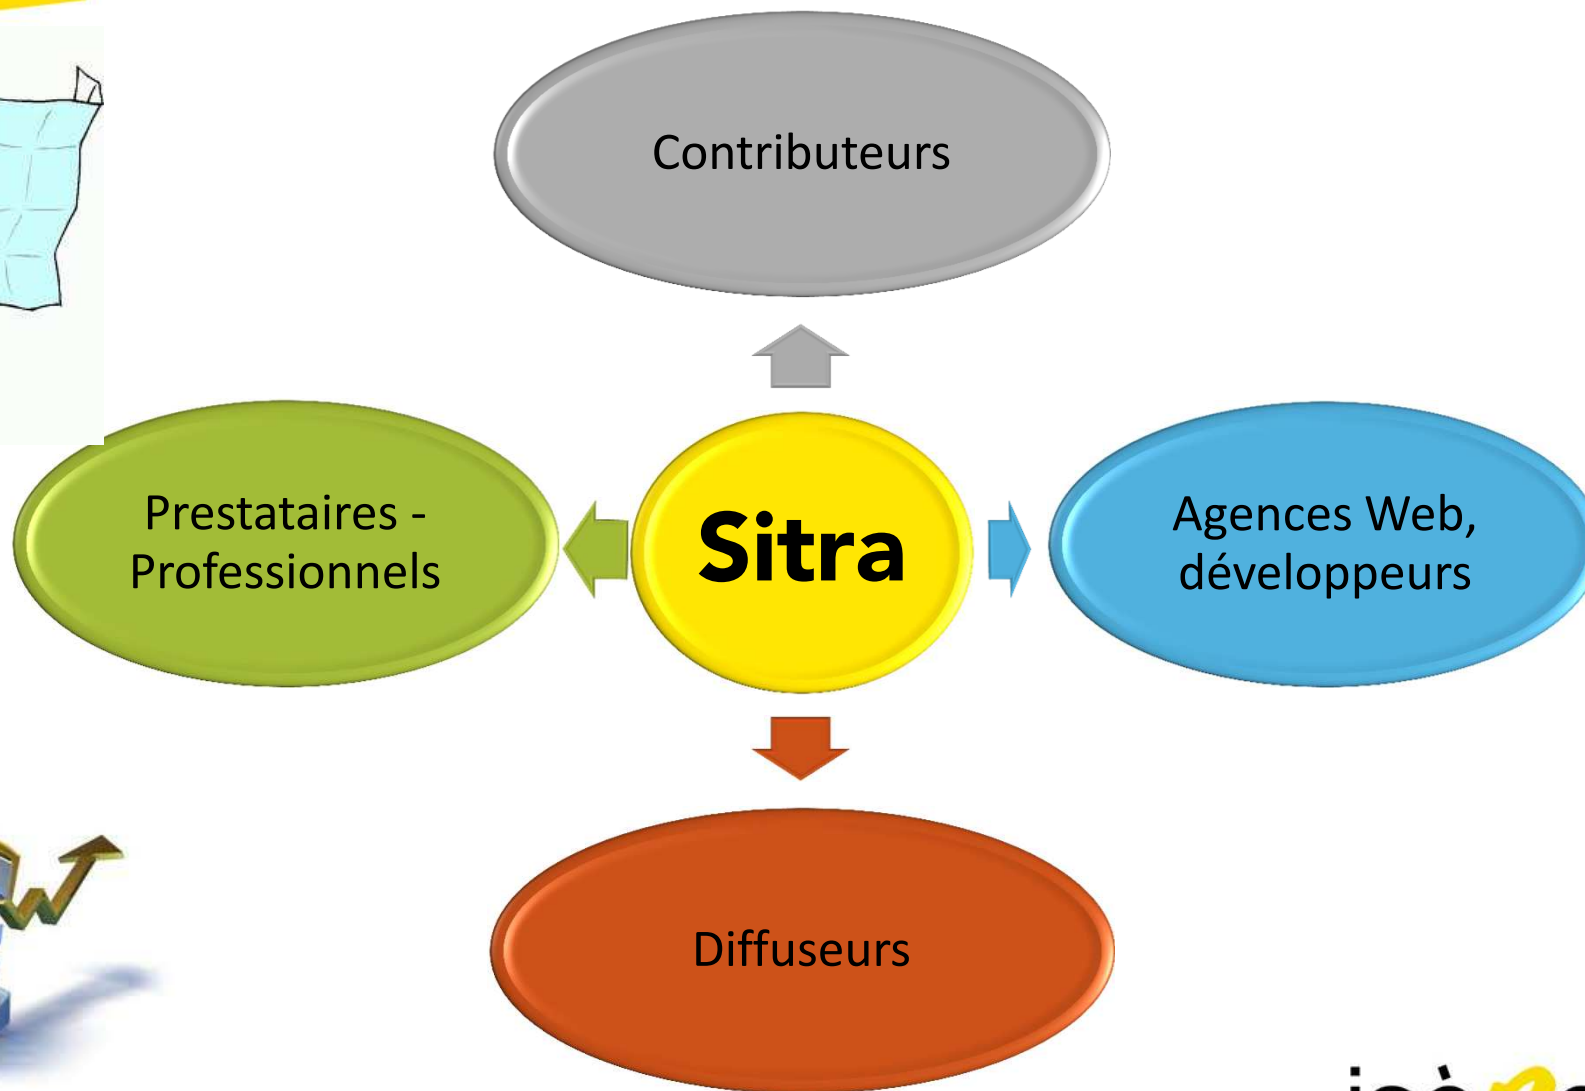 Contributeurs
Prestataires -
Professionnels
Sitra
Agences Web,
développeurs
Diffuseurs